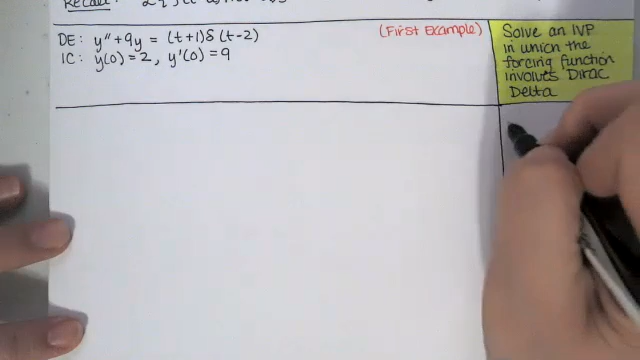 Recall:
DE: y" + 9y = (t+1)δ(t-2)
(First Example)
IC: y(0) = 2, y'(0) = 9
Solve an IVP
in which the
forcing function
involves Dirac
Delta